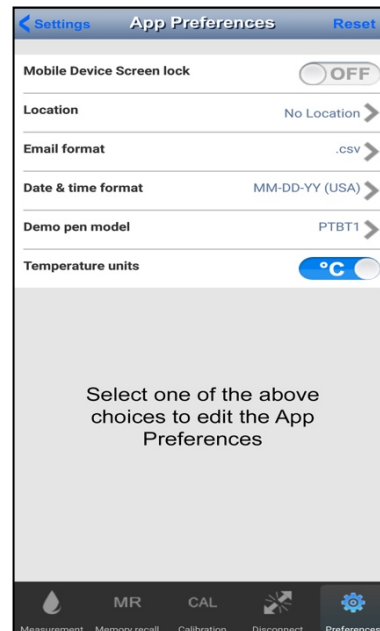 Settings App Preferences Reset
Mobile Device Screen lock OFF
Location No Location
Email format .csv
Date & time format MM-DD-YY (USA)
Demo pen model PTBT1
Temperature units °C
Select one of the above
choices to edit the App
Preferences
MR CAL
Measurement Memory recall Calibration Disconnect Preferences